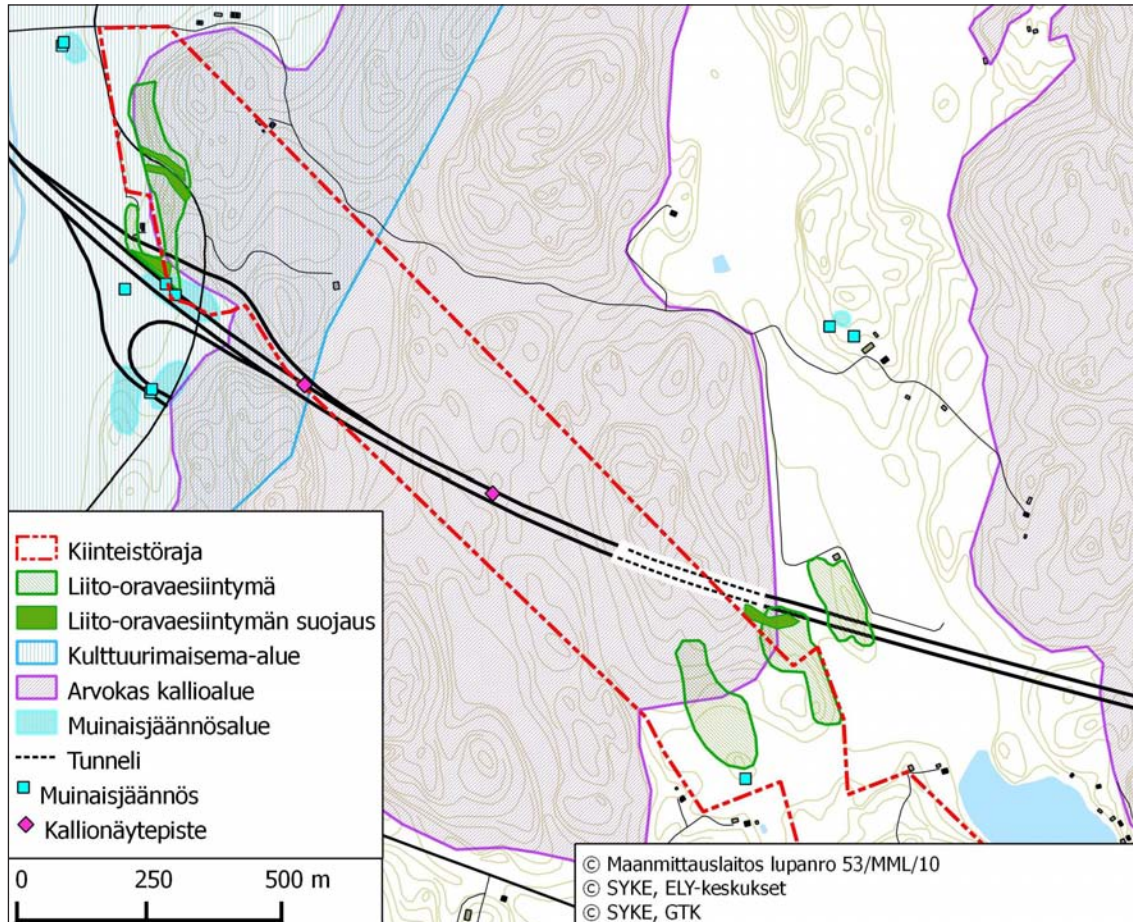 Kiinteistöraja
Liito-oravaesiintymä
Liito-oravaesiintymän suojaus
Kulttuurimaisema-alue
Arvokas kallioalue
Muinaisjäännösalue
Tunneli
Muinaisjäännös
Kallionäytepiste
0 250 500 m
© Maanmittauslaitos lupanro 53/MML/10
© SYKE, ELY-keskukset
© SYKE, GTK